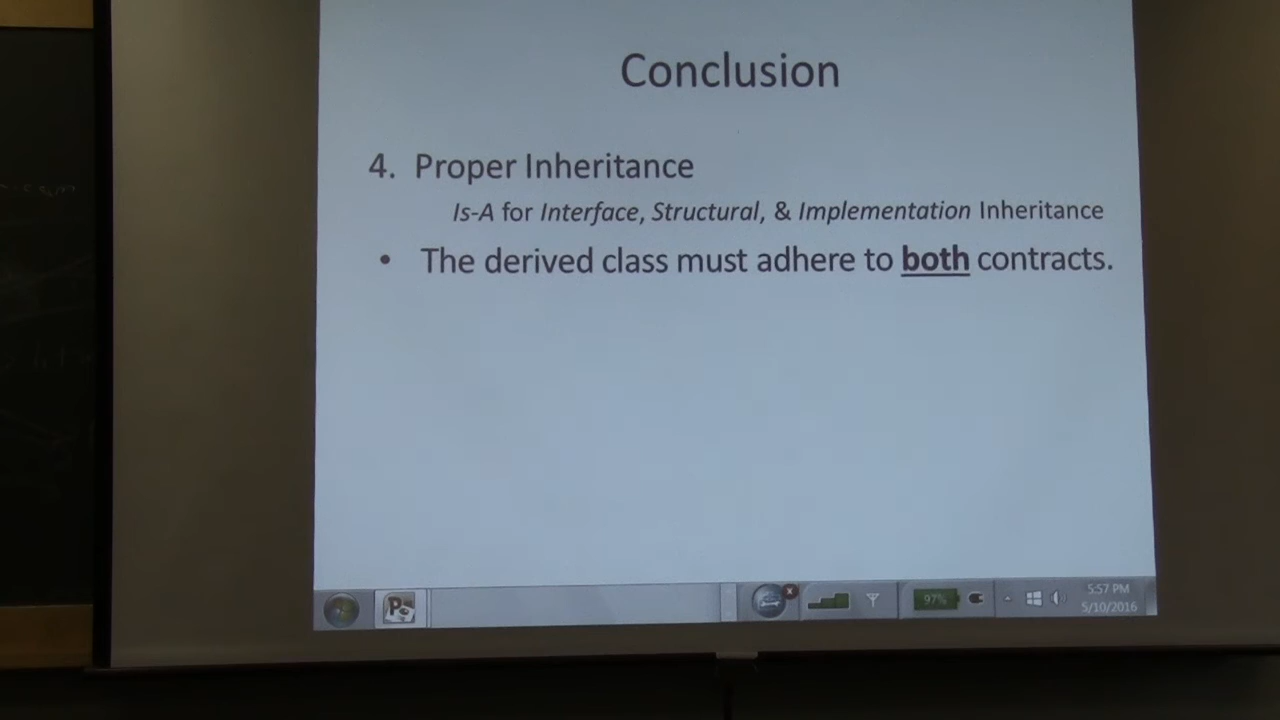 Conclusion
4. Proper Inheritance
Is-A for Interface, Structural, & Implementation Inheritance
• The derived class must adhere to both contracts.
97%
5:57 PM
5/10/2016